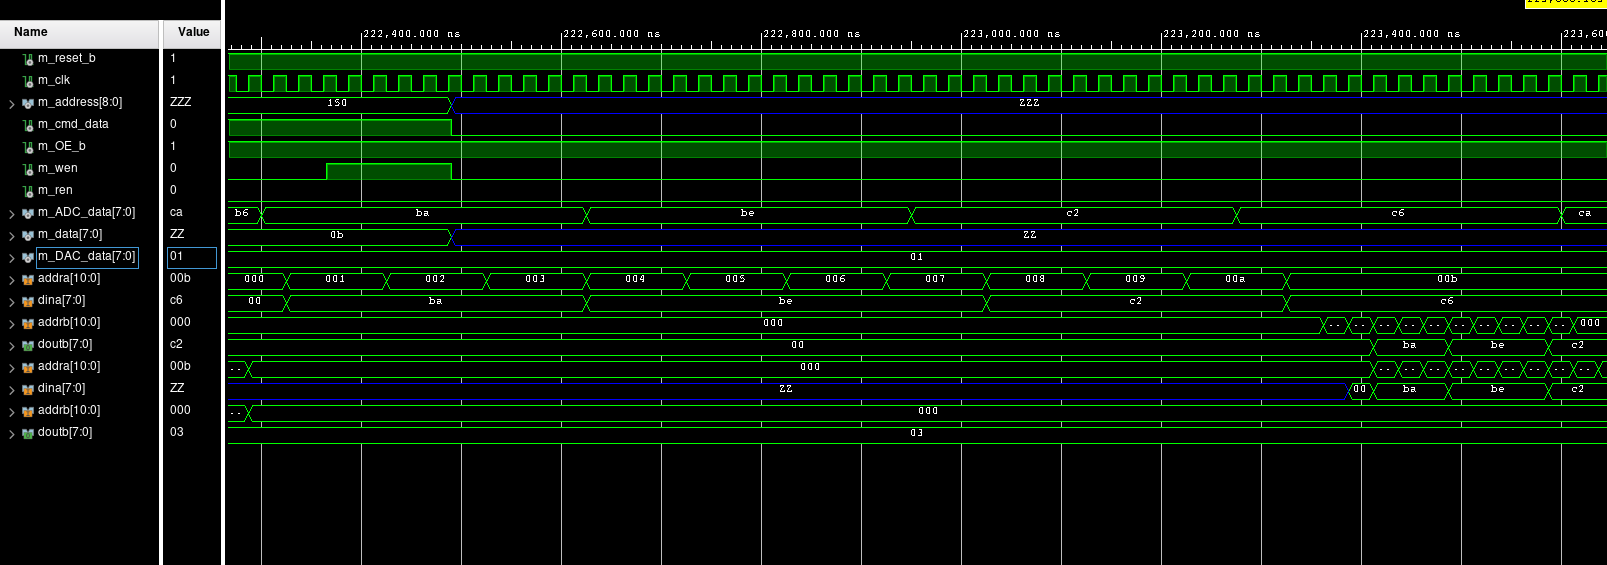 Name Value
222,400.000 ns 222,600.000 ns 222,800.000 ns 223,000.000 ns 223,200.000 ns 223,400.000 ns 223,600
m_reset_b 1
m_clk 1
m_address[8:0] ZZZ 150 ZZZ
m_cmd_data 0
m_OE_b 1
m_wen 0
m_ren 0
m_ADC_data[7:0] ca b6 ba be c2 c6 ca
m_data[7:0] ZZ 0b ZZ
m_DAC_data[7:0] 01 01
addra[10:0] 00b 000 001 002 003 004 005 006 007 008 009 00a 00b
dina[7:0] c6 00 ba be c2 c6
addrb[10:0] 000 000 ·· ·· ·· ·· ·· ·· ·· ·· ·· ·· 000
doutb[7:0] c2 00 ba be c2
addra[10:0] 00b ·· 000 ·· ·· ·· ·· ·· ·· ·· ·· ··
dina[7:0] ZZ ZZ 00 ba be c2
addrb[10:0] 000 ·· 000
doutb[7:0] 03 03